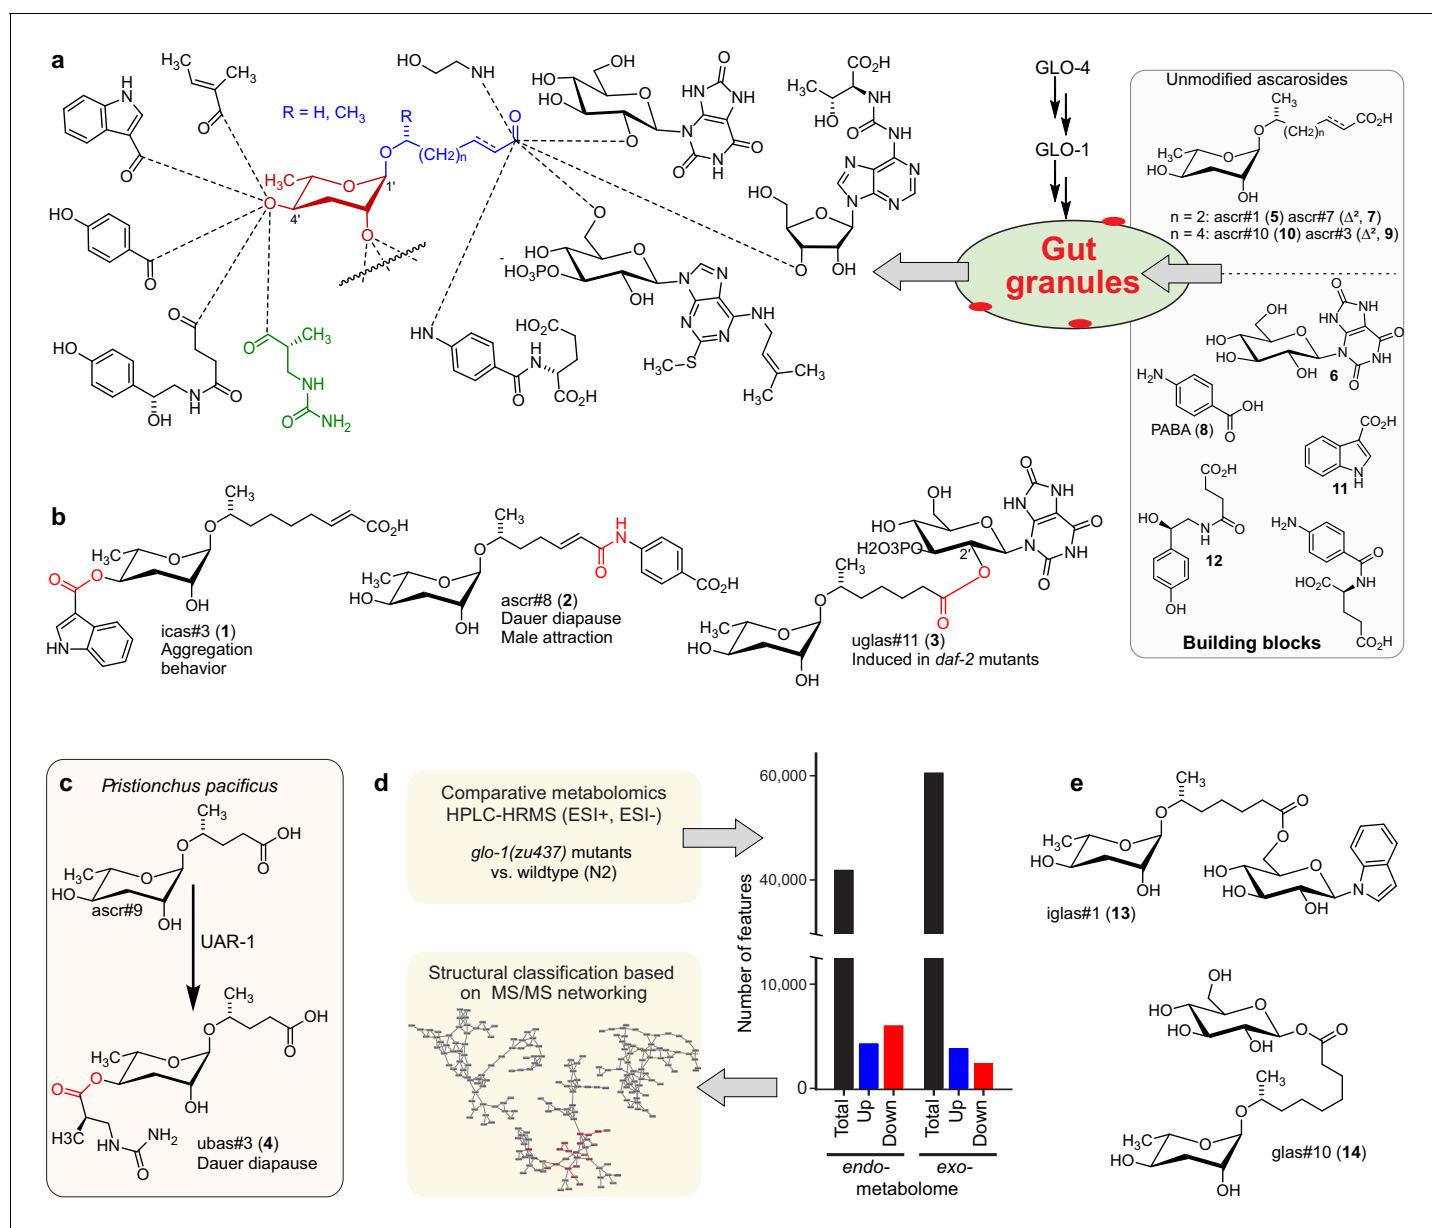 a
R = H, CH3
GLO-4
GLO-1
Gut
granules
Unmodified ascarosides
n = 2: ascr#1 (5) ascr#7 (Δ², 7)
n = 4: ascr#10 (10) ascr#3 (Δ², 9)
6
PABA (8)
11
12
Building blocks
b
icas#3 (1)
Aggregation
behavior
ascr#8 (2)
Dauer diapause
Male attraction
uglas#11 (3)
Induced in daf-2 mutants
c
Pristionchus pacificus
ascr#9
UAR-1
ubas#3 (4)
Dauer diapause
d
Comparative metabolomics
HPLC-HRMS (ESI+, ESI-)
glo-1(zu437) mutants
vs. wildtype (N2)
Structural classification based
on MS/MS networking
Number of features
60,000
40,000
10,000
0
Total
Up
Down
Total
Up
Down
endo-
exo-
metabolome
e
iglas#1 (13)
glas#10 (14)